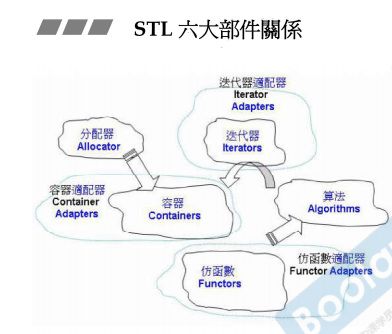 STL 六大部件關係
迭代器適配器
Iterator
Adapters
分配器
Allocator
迭代器
Iterators
容器適配器
Container
Adapters
容器
Containers
算法
Algorithms
仿函數
Functors
仿函數適配器
Functor Adapters